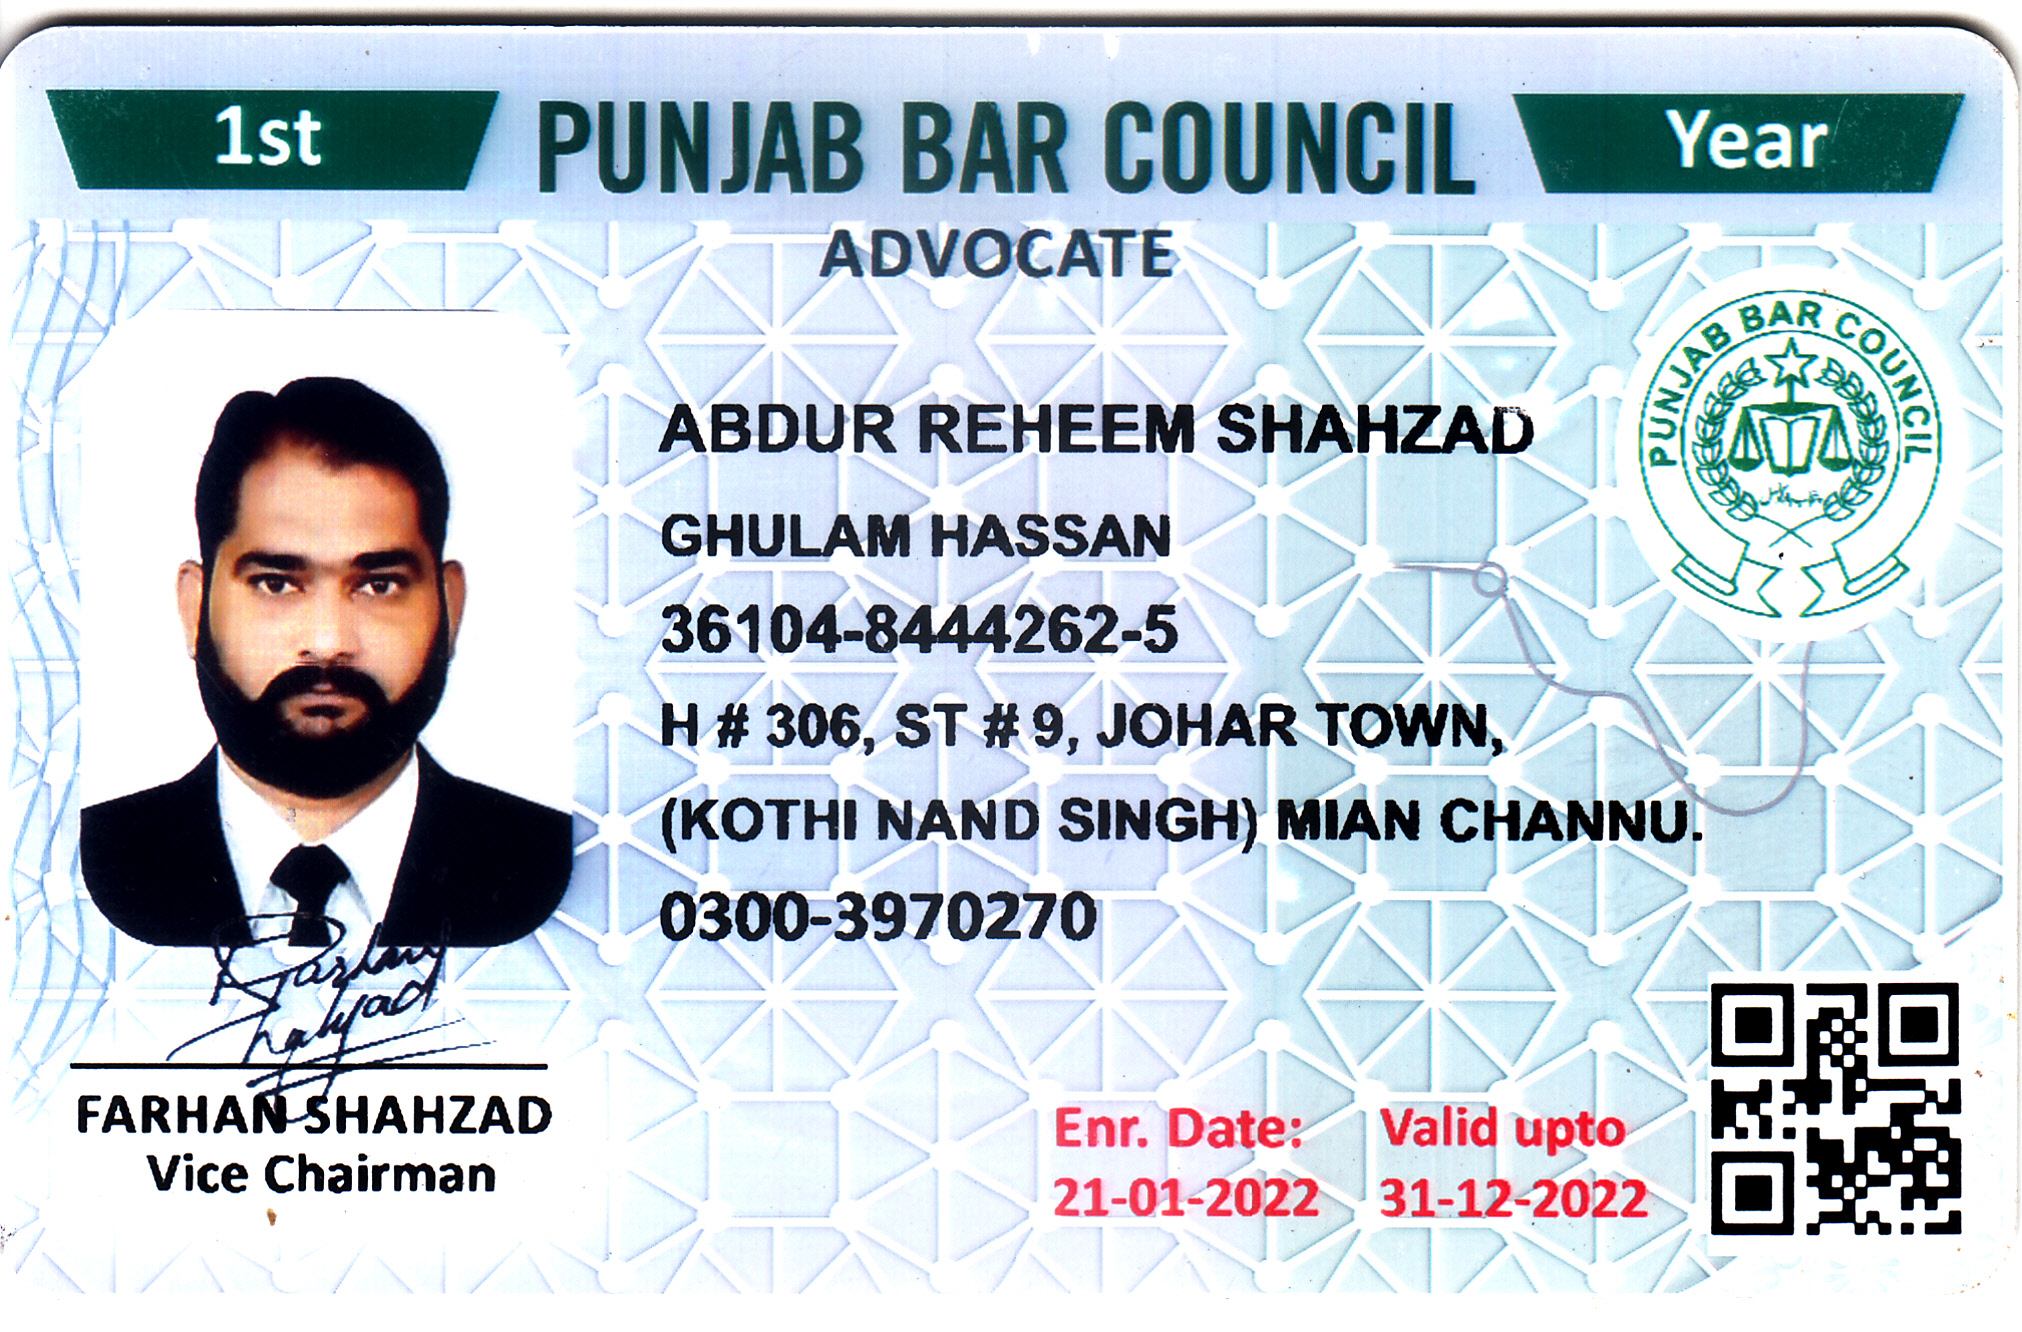 1st PUNJAB BAR COUNCIL Year
ADVOCATE
PUNJAB BAR COUNCIL
ABDUR REHEEM SHAHZAD
GHULAM HASSAN
36104-8444262-5
H # 306, ST # 9, JOHAR TOWN,
(KOTHI NAND SINGH) MIAN CHANNU.
0300-3970270
Farhan
Shahzad
FARHAN SHAHZAD
Vice Chairman
Enr. Date: Valid upto
21-01-2022 31-12-2022